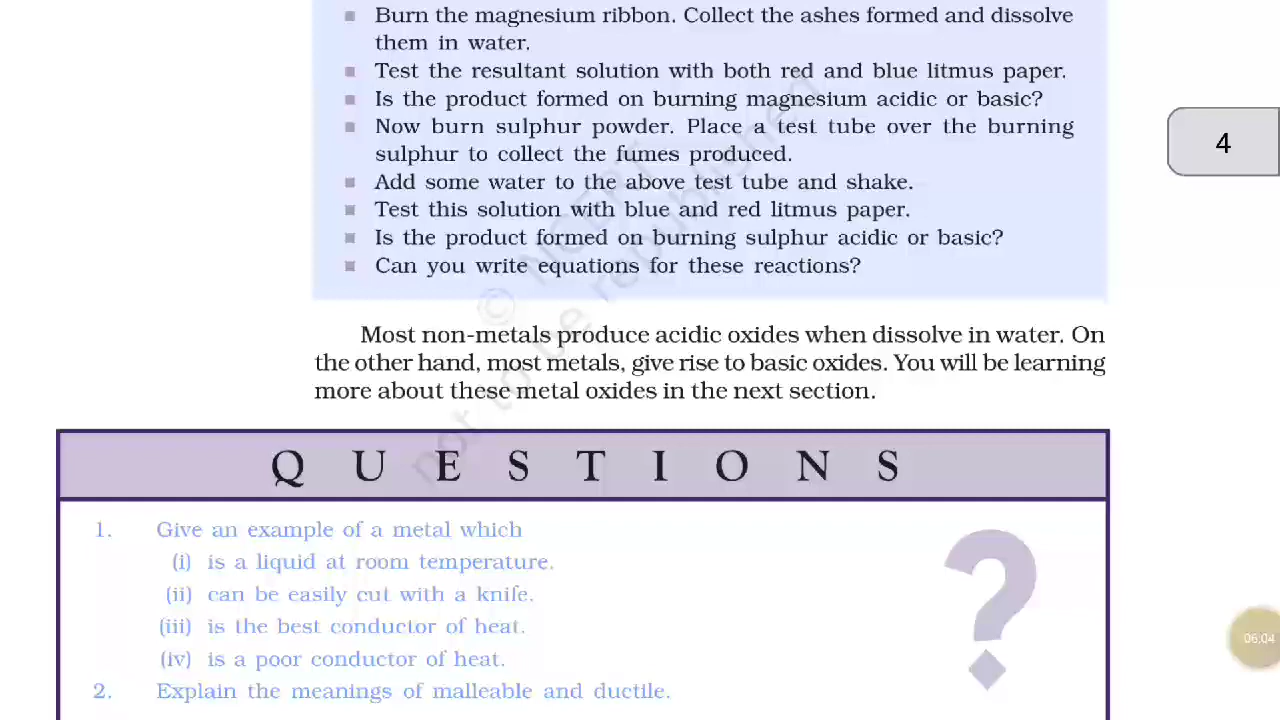 Burn the magnesium ribbon. Collect the ashes formed and dissolve
them in water.
Test the resultant solution with both red and blue litmus paper.
Is the product formed on burning magnesium acidic or basic?
Now burn sulphur powder. Place a test tube over the burning
sulphur to collect the fumes produced.
Add some water to the above test tube and shake.
Test this solution with blue and red litmus paper.
Is the product formed on burning sulphur acidic or basic?
Can you write equations for these reactions?
4
© NCERT
not to be republished
Most non-metals produce acidic oxides when dissolve in water. On
the other hand, most metals, give rise to basic oxides. You will be learning
more about these metal oxides in the next section.
QUESTIONS
1. Give an example of a metal which
(i) is a liquid at room temperature.
(ii) can be easily cut with a knife.
(iii) is the best conductor of heat.
(iv) is a poor conductor of heat.
2. Explain the meanings of malleable and ductile.
?
06:04